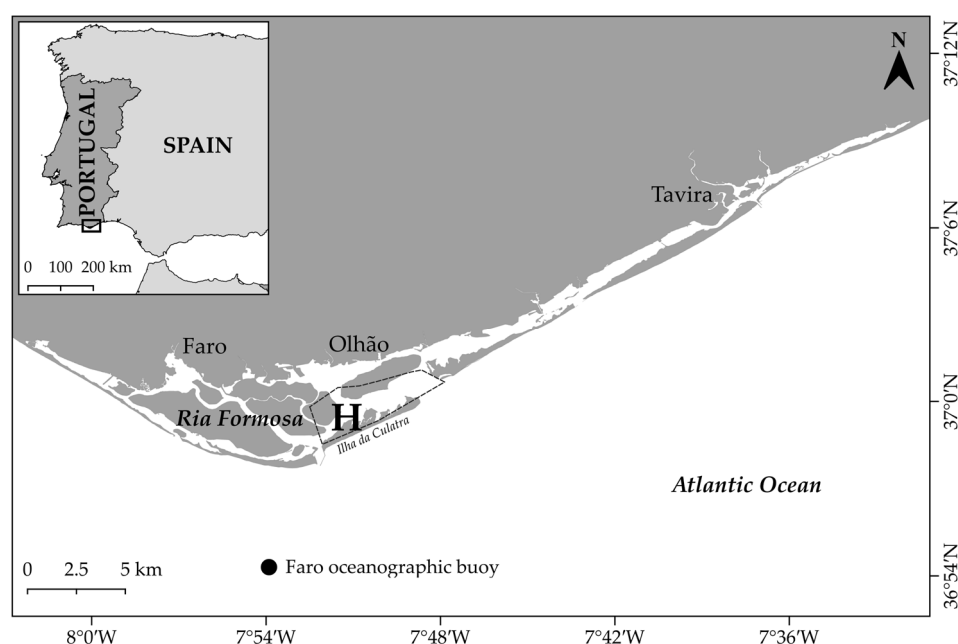 N
37°12′N
SPAIN
PORTUGAL
0 100 200 km
Tavira
37°6′N
Faro
Olhão
37°0′N
Ria Formosa
H
Ilha da Culatra
Atlantic Ocean
Faro oceanographic buoy
0 2.5 5 km
36°54′N
8°0′W 7°54′W 7°48′W 7°42′W 7°36′W